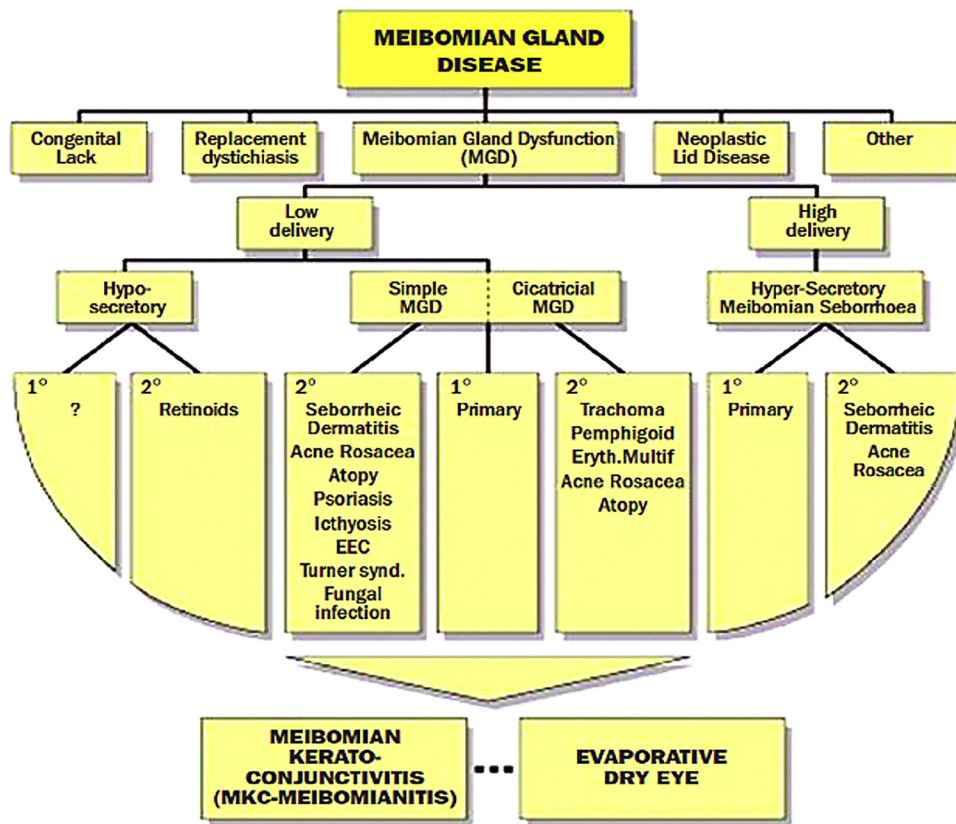 MEIBOMIAN GLAND
DISEASE
Congenital
Lack
Replacement
dystichiasis
Meibomian Gland Dysfunction
(MGD)
Neoplastic
Lid Disease
Other
Low
delivery
High
delivery
Hypo-
secretory
Simple
MGD
Cicatricial
MGD
Hyper-Secretory
Meibomian Seborrhoea
1°
?
2°
Retinoids
2°
Seborrheic
Dermatitis
Acne Rosacea
Atopy
Psoriasis
Icthyosis
EEC
Turner synd.
Fungal
infection
1°
Primary
2°
Trachoma
Pemphigoid
Eryth.Multif
Acne Rosacea
Atopy
1°
Primary
2°
Seborrheic
Dermatitis
Acne
Rosacea
MEIBOMIAN
KERATO-
CONJUNCTIVITIS
(MKC-MEIBOMIANITIS)
EVAPORATIVE
DRY EYE